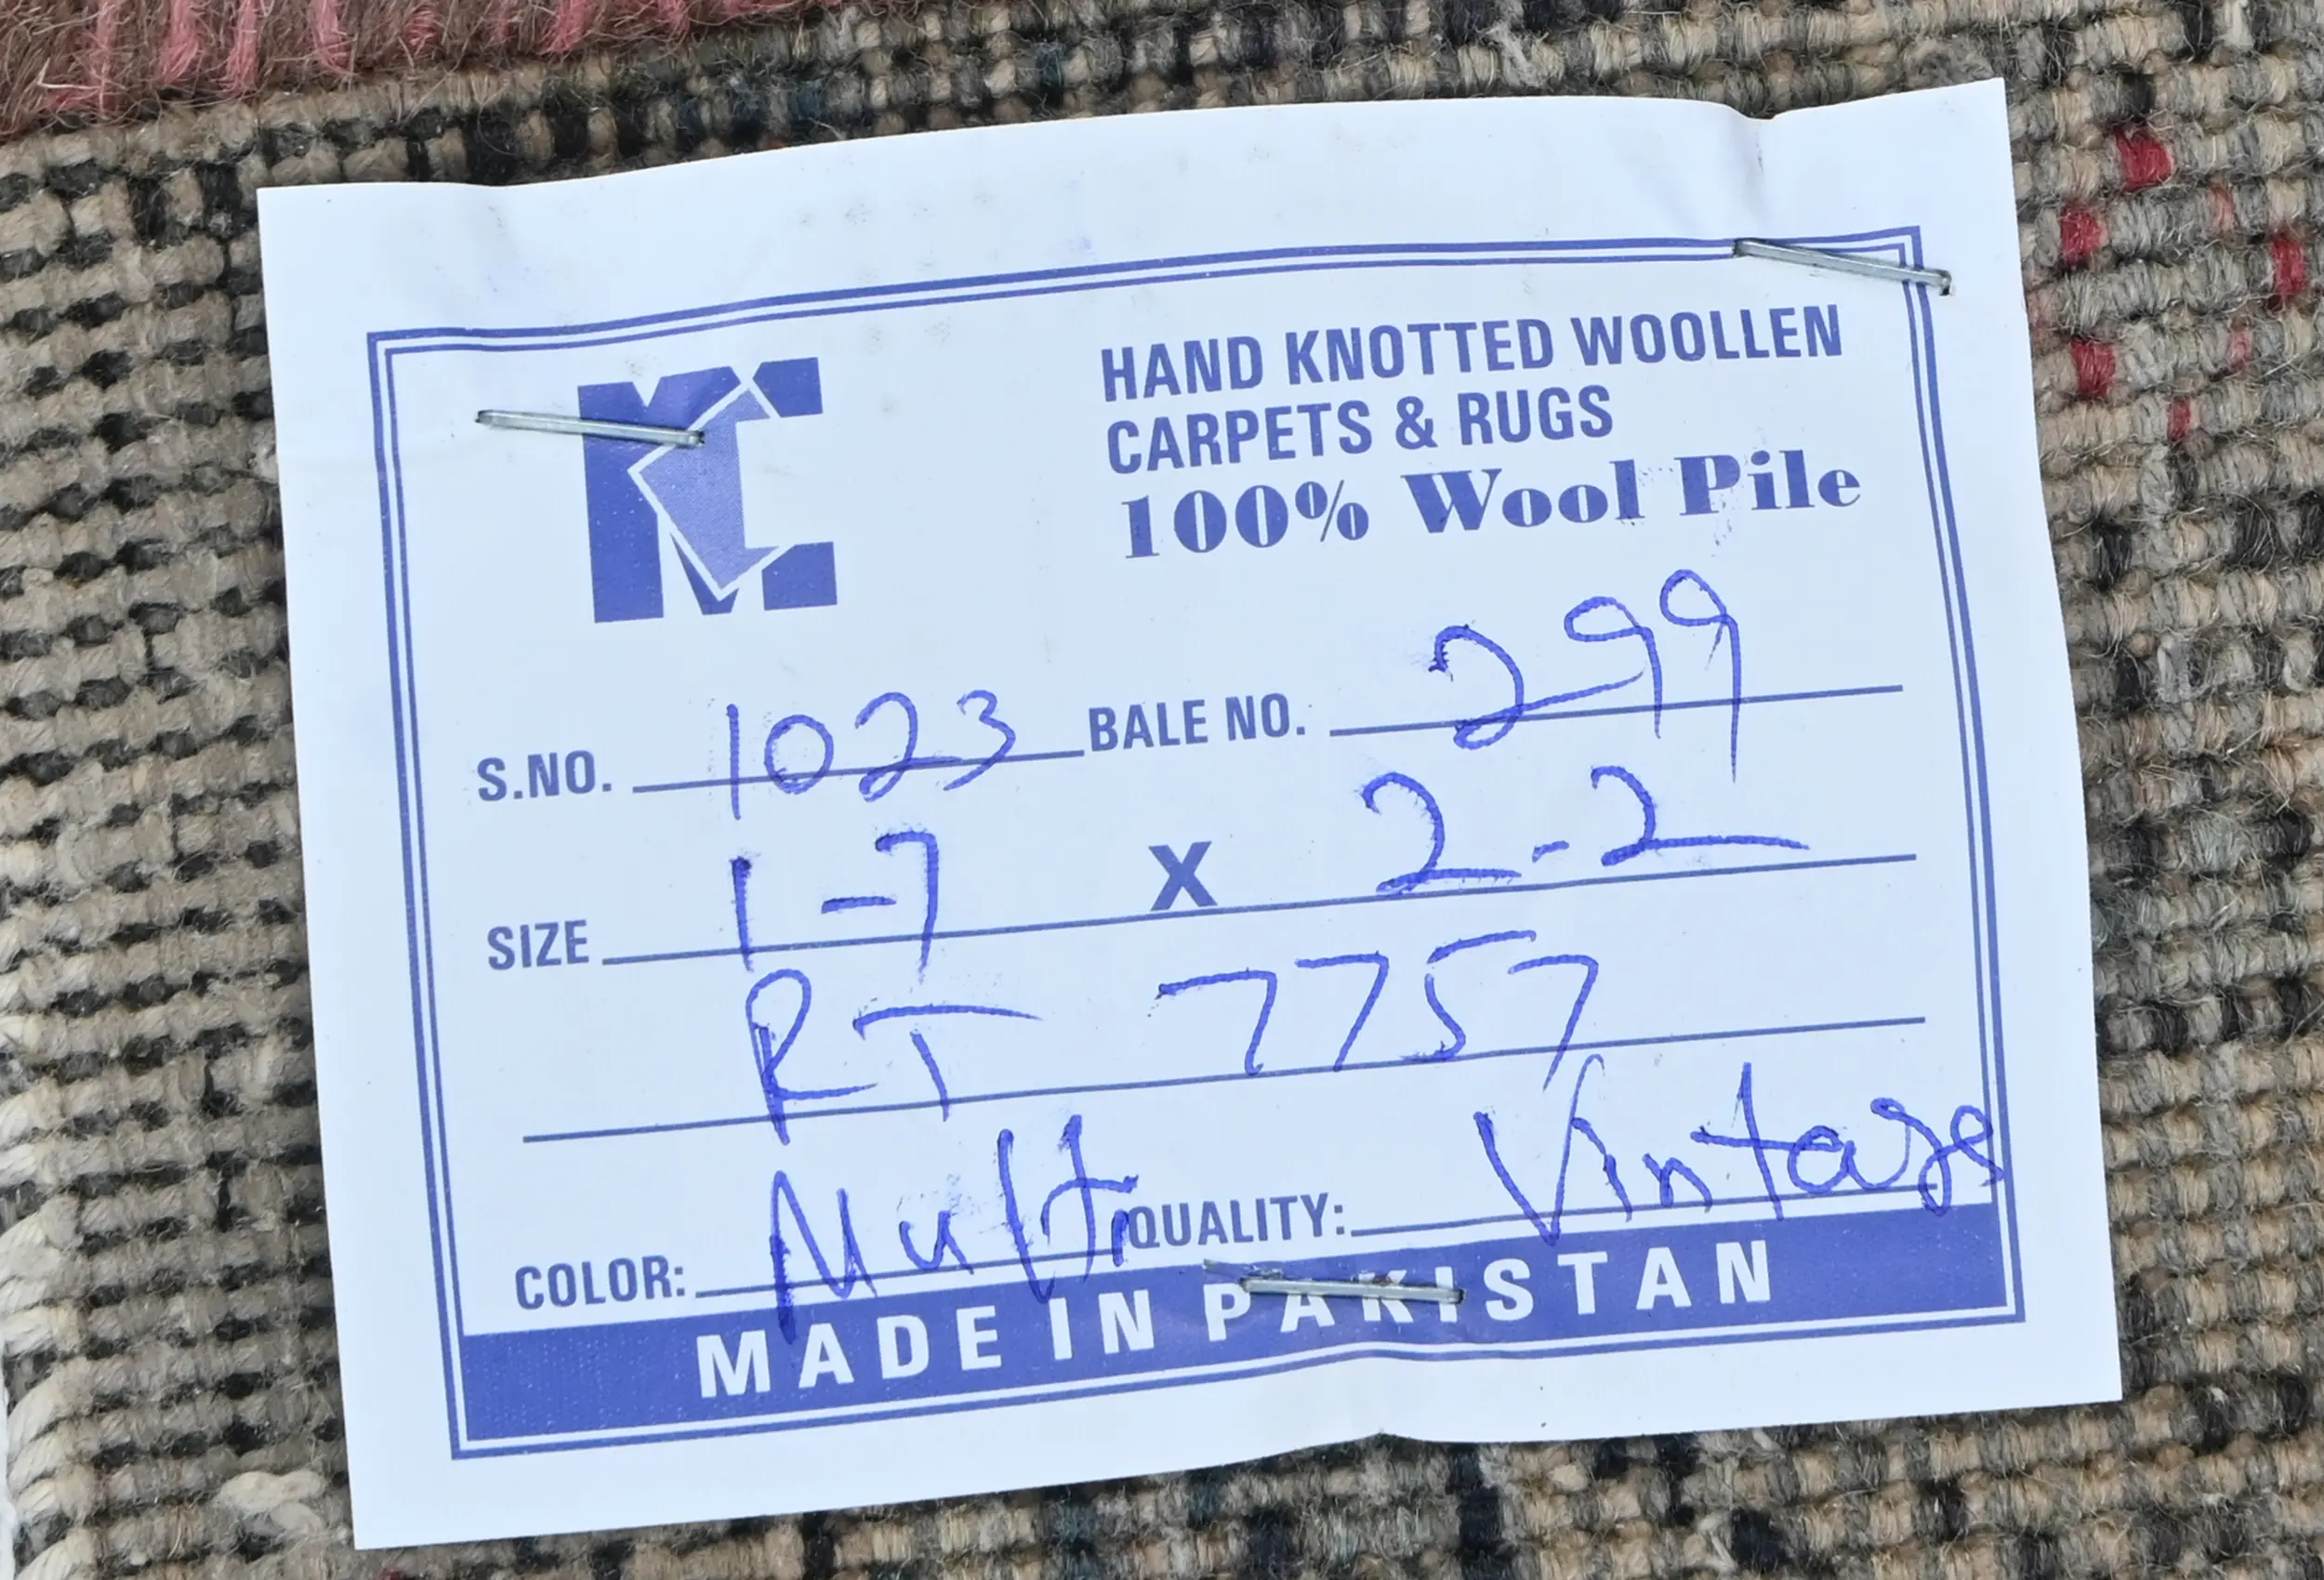 MC
HAND KNOTTED WOOLLEN
CARPETS & RUGS
100% Wool Pile
S.NO. 1023 BALE NO. 299
SIZE 1-7 X 2-2
RT 7757
COLOR: Multi QUALITY: Vintage
MADE IN PAKISTAN